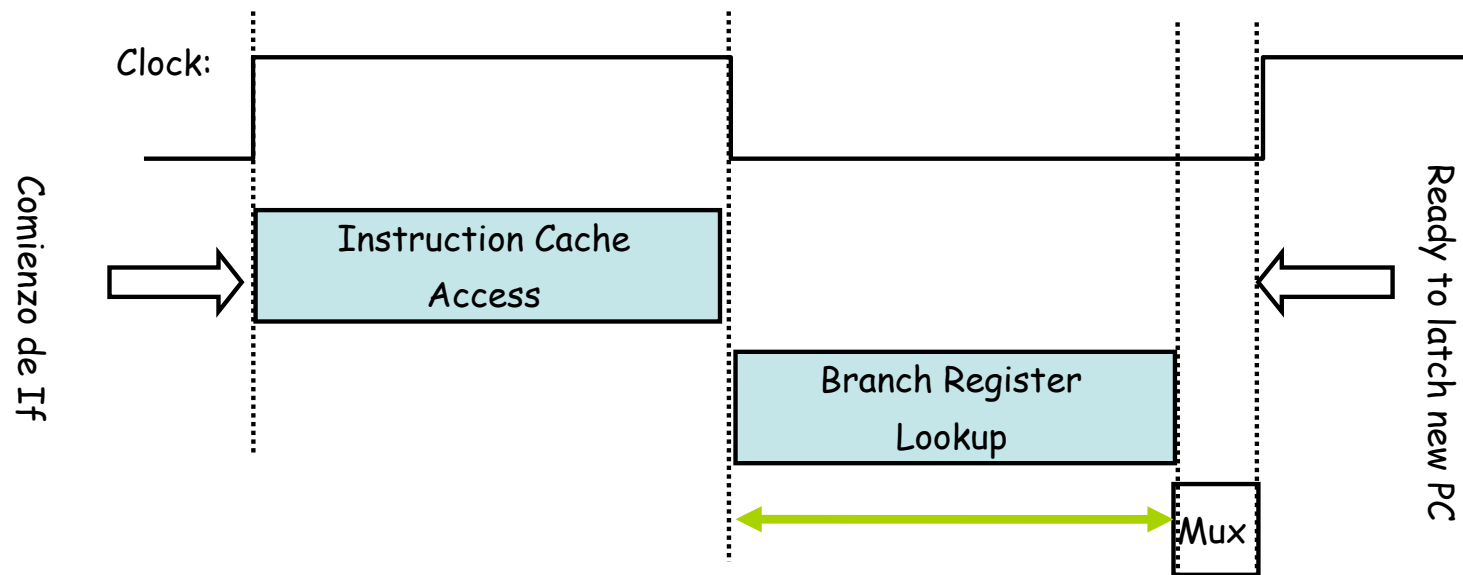 Clock:
Comienzo de If
Instruction Cache
Access
Ready to latch new PC
Branch Register
Lookup
Mux